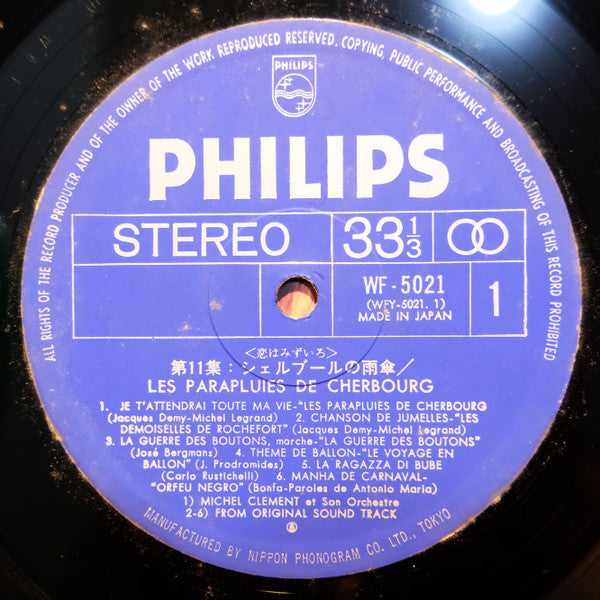 ALL RIGHTS OF THE RECORD PRODUCER AND OF THE OWNER OF THE WORK REPRODUCED RESERVED. COPYING, PUBLIC PERFORMANCE AND BROADCASTING OF THIS RECORD PROHIBITED
PHILIPS
PHILIPS
STEREO 33 1/3
WF-5021
(WFY-5021.1)
MADE IN JAPAN
1
〈恋はみずいろ〉
第11集:シェルブールの雨傘/
LES PARAPLUIES DE CHERBOURG
1. JE T'ATTENDRAI TOUTE MA VIE-"LES PARAPLUIES DE CHERBOURG
(Jacques Demy-Michel Legrand) 2. CHANSON DE JUMELLES-"LES
DEMOISELLES DE ROCHEFORT" (Jacques Demy-Michel Legrand)
3. LA GUERRE DES BOUTONS, marche-"LA GUERRE DES BOUTONS"
(José Bergmans) 4. THEME DE BALLON-"LE VOYAGE EN
BALLON" (J. Prodromides) 5. LA RAGAZZA DI BUBE
(Carlo Rustichelli) 6. MANHA DE CARNAVAL-
"ORFEU NEGRO" (Bonfa-Paroles de Antonio Maria)
1) MICHEL CLEMENT et Son Orchestre
2-6) FROM ORIGINAL SOUND TRACK
MANUFACTURED BY NIPPON PHONOGRAM CO. LTD., TOKYO